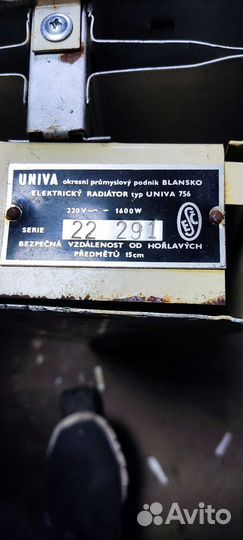 UNIVA okresní průmyslový podnik BLANSKO
ELEKTRICKÝ RADIÁTOR typ UNIVA 756
220V ~ – 1600W
SERIE 22 291
BEZPEČNÁ VZDÁLENOST OD HOŘLAVÝCH
PŘEDMĚTŮ 15cm
Avito